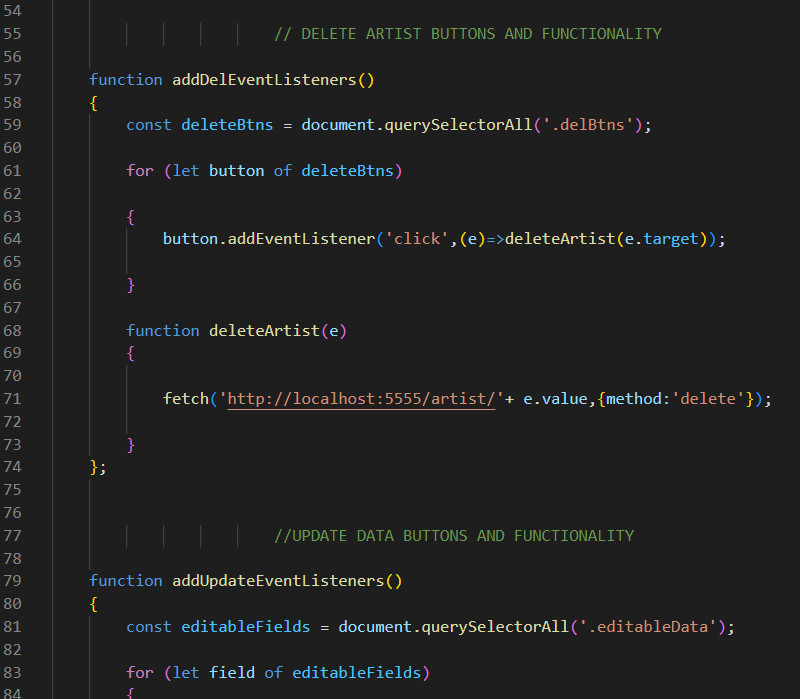 54
55 // DELETE ARTIST BUTTONS AND FUNCTIONALITY
56
57 function addDelEventListeners()
58 {
59 const deleteBtns = document.querySelectorAll('.delBtns');
60
61 for (let button of deleteBtns)
62
63 {
64 button.addEventListener('click',(e)=>deleteArtist(e.target));
65
66 }
67
68 function deleteArtist(e)
69 {
70
71 fetch('http://localhost:5555/artist/'+ e.value,{method:'delete'});
72
73 }
74 };
75
76
77 //UPDATE DATA BUTTONS AND FUNCTIONALITY
78
79 function addUpdateEventListeners()
80 {
81 const editableFields = document.querySelectorAll('.editableData');
82
83 for (let field of editableFields)
84 {